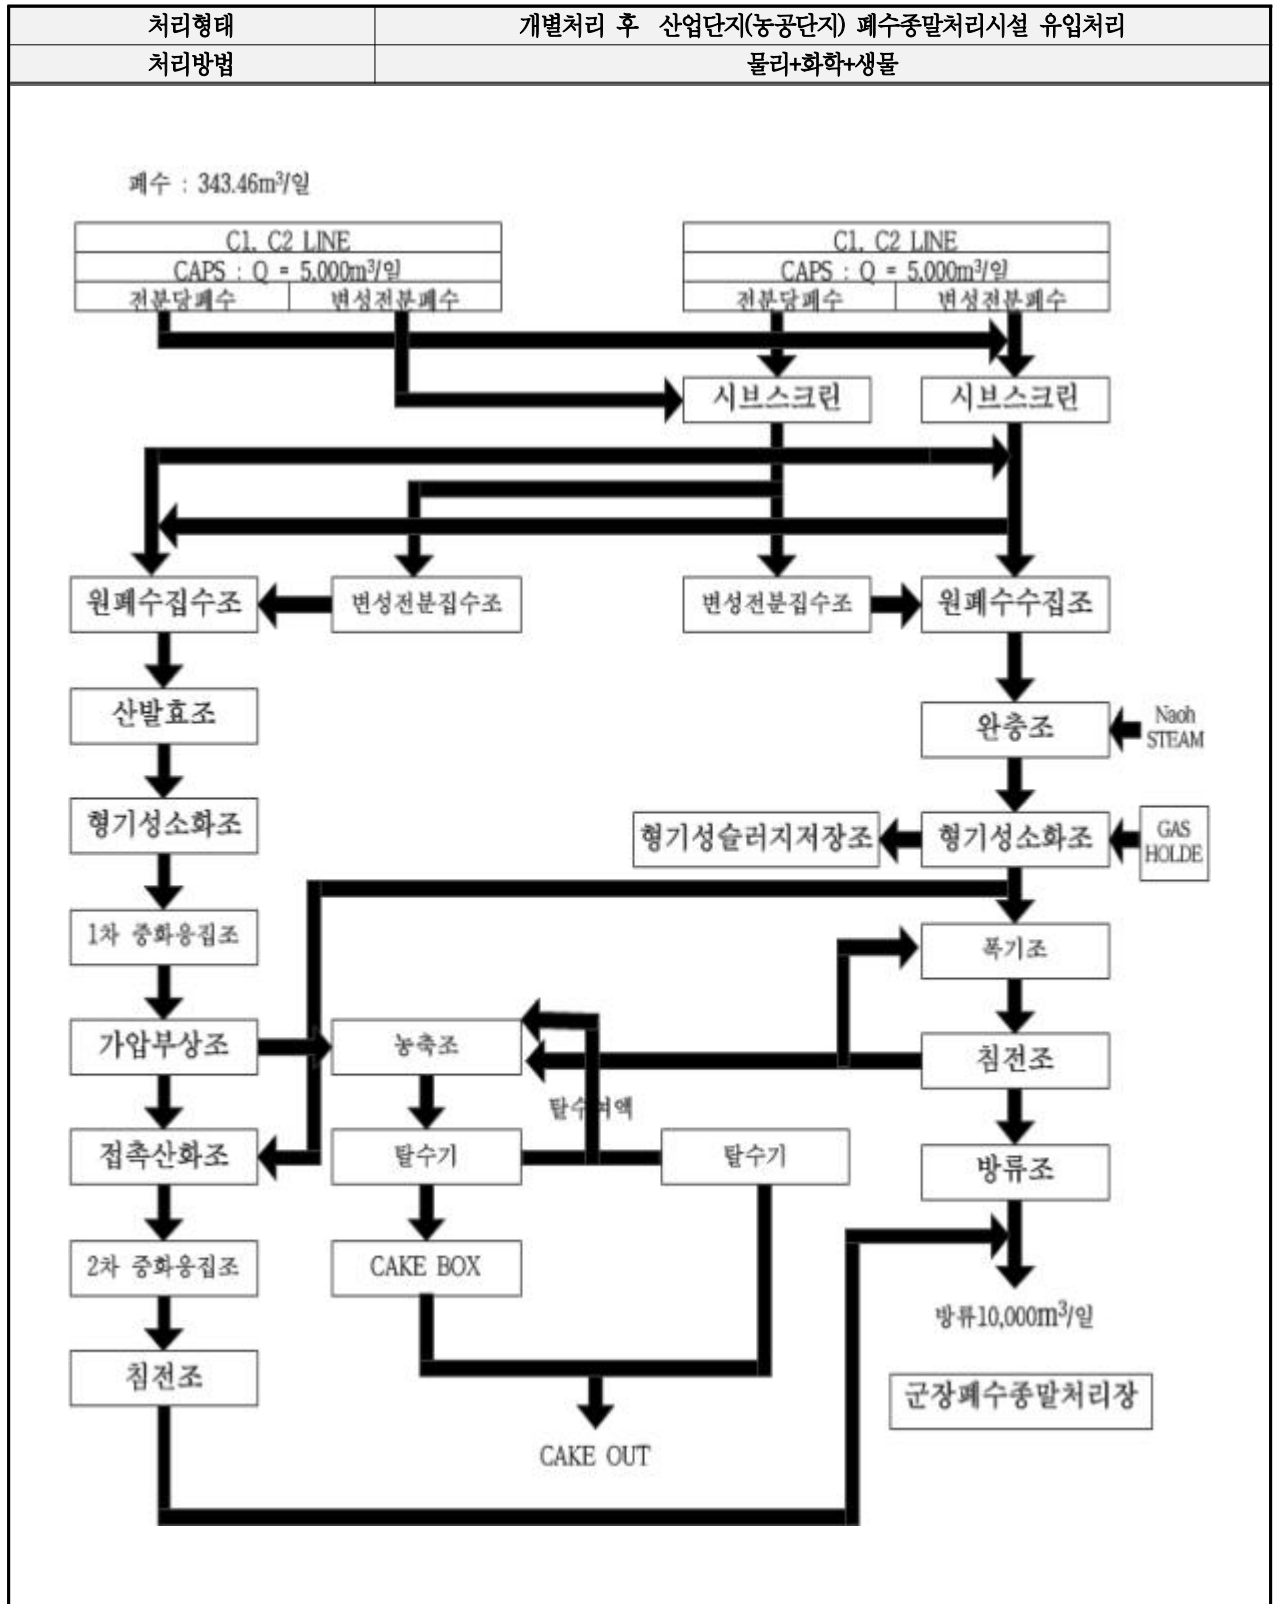 처리형태 개별처리 후 산업단지(농공단지) 폐수종말처리시설 유입처리
처리방법 물리+화학+생물
폐수 : 343.46m³/일
C1, C2 LINE C1, C2 LINE
CAPS : Q = 5,000m³/일 CAPS : Q = 5,000m³/일
전분당폐수 변성전분폐수 전분당폐수 변성전분폐수
시브스크린 시브스크린
원폐수집수조 변성전분집수조 변성전분집수조 원폐수수집조
산발효조 완충조 Naoh
STEAM
형기성소화조 형기성슬러지저장조 형기성소화조 GAS
HOLDE
1차 중화응집조 폭기조
가압부상조 농축조 침전조
탈수여액
접촉산화조 탈수기 탈수기 방류조
2차 중화응집조 CAKE BOX
방류10,000m³/일
침전조 군장폐수종말처리장
CAKE OUT